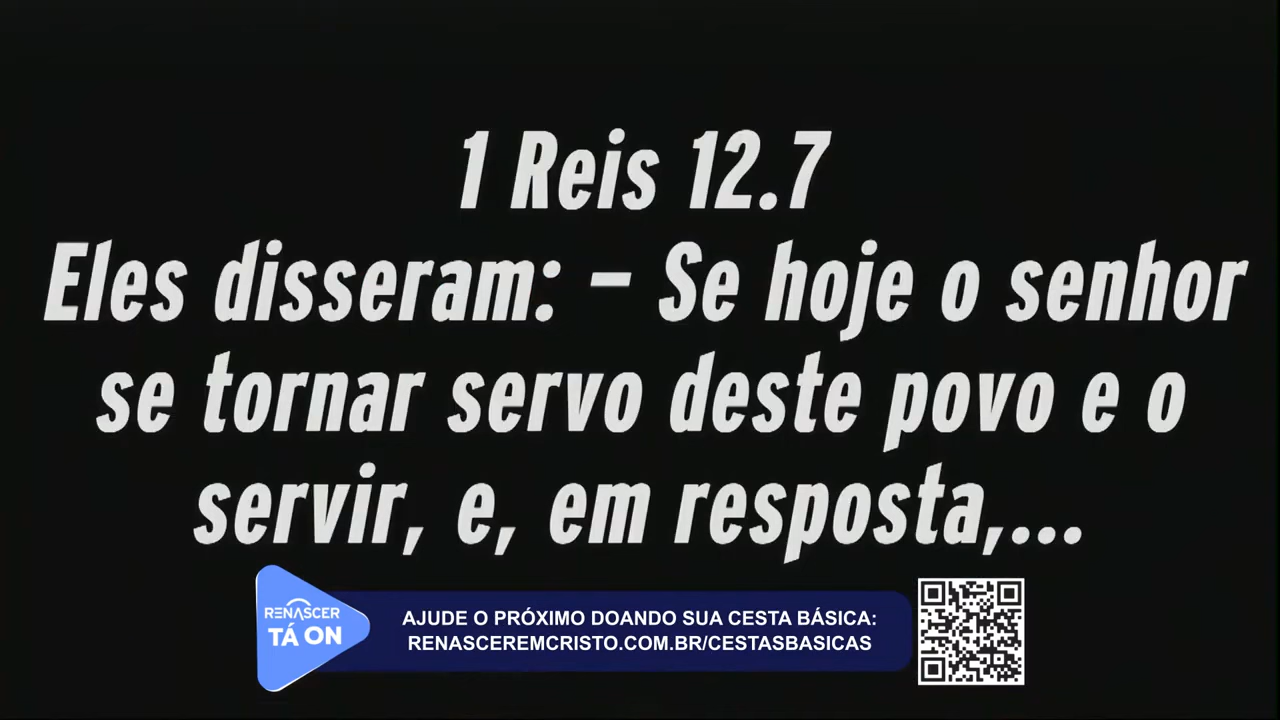 1 Reis 12.7
Eles disseram: – Se hoje o senhor
se tornar servo deste povo e o
servir, e, em resposta,...
RENASCER
TÁ ON
AJUDE O PRÓXIMO DOANDO SUA CESTA BÁSICA:
RENASCEREMCRISTO.COM.BR/CESTASBASICAS